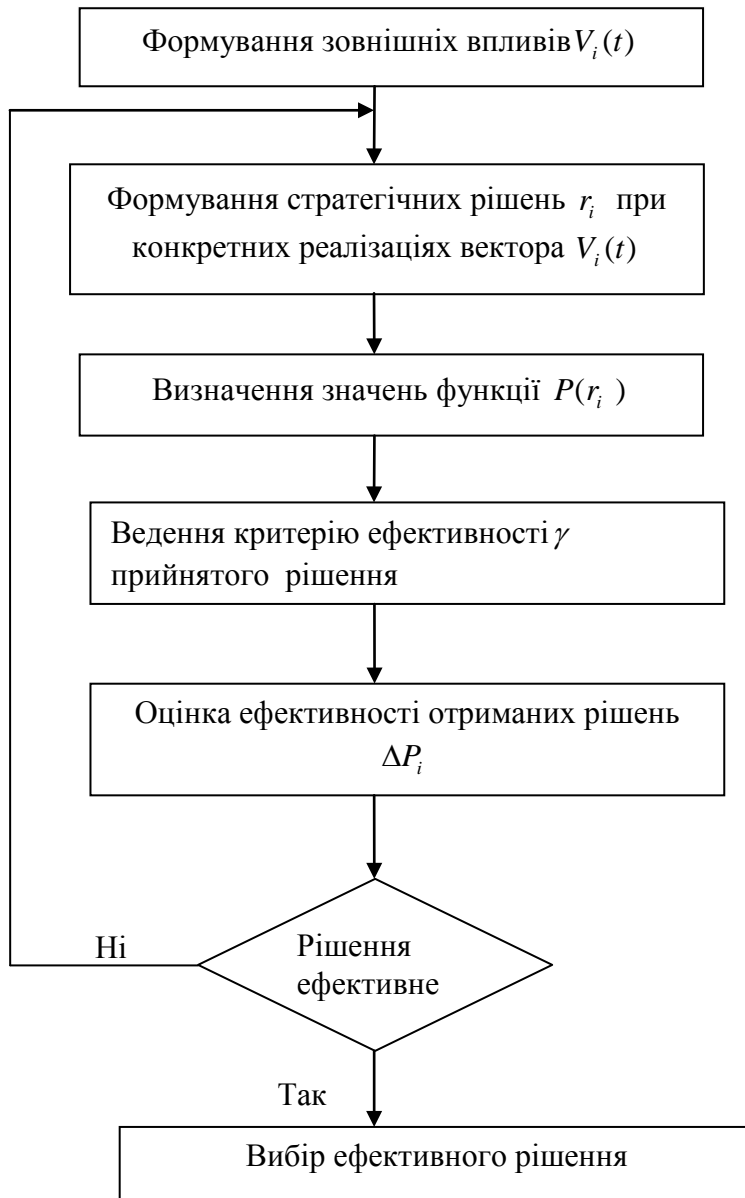 Формування зовнішніх впливів V_i(t)
Формування стратегічних рішень r_i при
конкретних реалізаціях вектора V_i(t)
Визначення значень функції P(r_i )
Ведення критерію ефективності γ
прийнятого рішення
Оцінка ефективності отриманих рішень
ΔP_i
Рішення
ефективне
Ні
Так
Вибір ефективного рішення